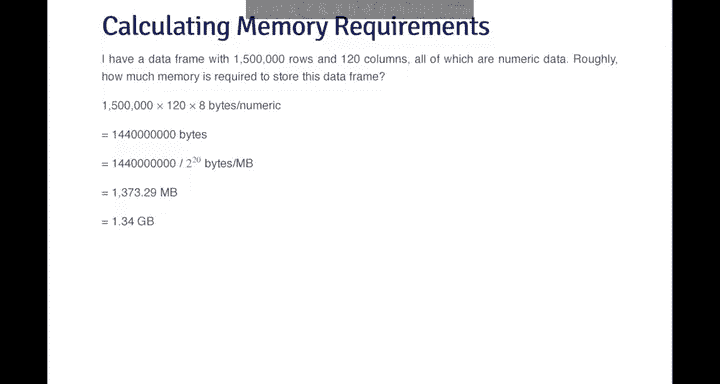 Calculating Memory Requirements
I have a data frame with 1,500,000 rows and 120 columns, all of which are numeric data. Roughly,
how much memory is required to store this data frame?
1,500,000 × 120 × 8 bytes/numeric
= 1440000000 bytes
= 1440000000 / 2²⁰ bytes/MB
= 1,373.29 MB
= 1.34 GB